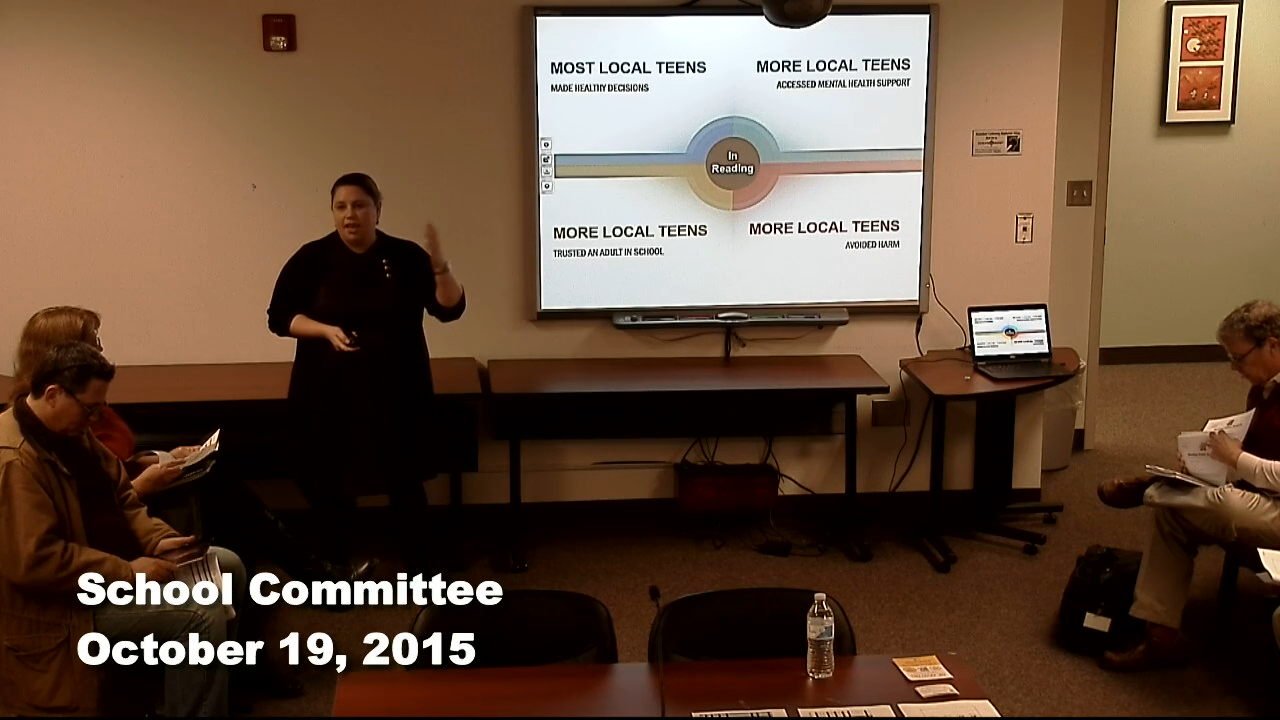 MOST LOCAL TEENS
MADE HEALTHY DECISIONS
MORE LOCAL TEENS
ACCESSED MENTAL HEALTH SUPPORT
In
Reading
MORE LOCAL TEENS
TRUSTED AN ADULT IN SCHOOL
MORE LOCAL TEENS
AVOIDED HARM
School Committee
October 19, 2015